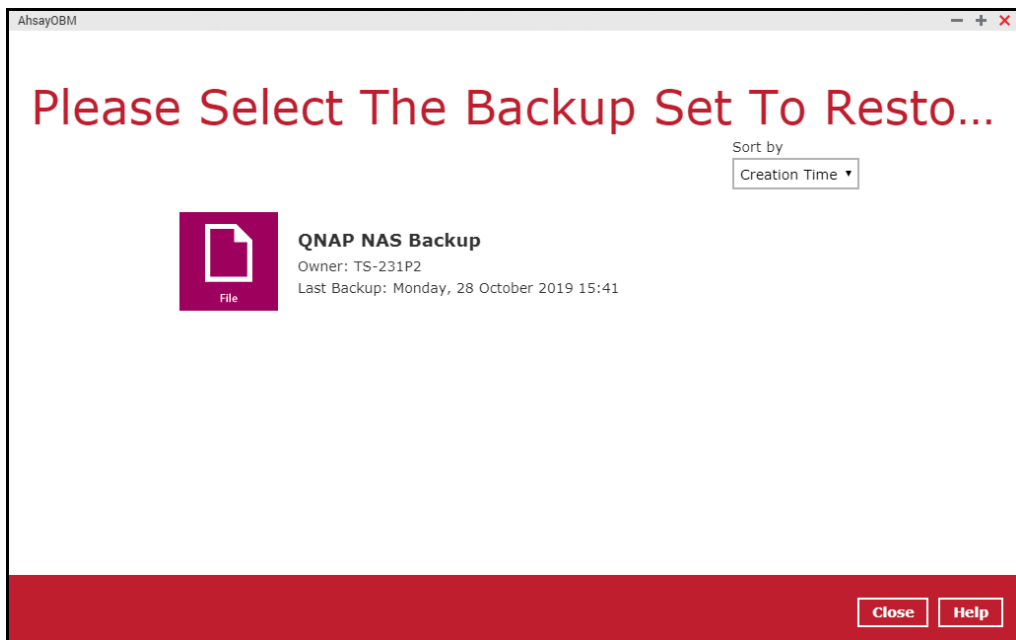 AhsayOBM
Please Select The Backup Set To Resto...
Sort by
Creation Time
File
QNAP NAS Backup
Owner: TS-231P2
Last Backup: Monday, 28 October 2019 15:41
Close
Help